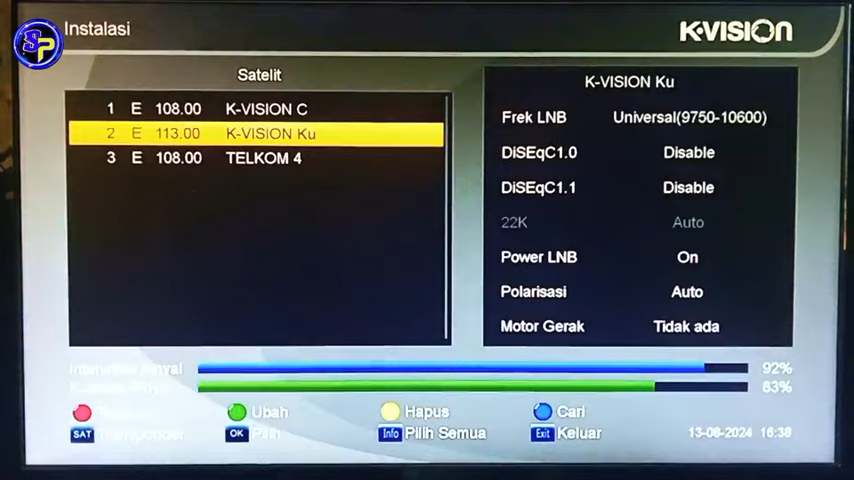 SP
Instalasi
K-VISION
Satelit
1 E 108.00 K-VISION C
2 E 113.00 K-VISION Ku
3 E 108.00 TELKOM 4
K-VISION Ku
Frek LNB Universal(9750-10600)
DiSEqC1.0 Disable
DiSEqC1.1 Disable
22K Auto
Power LNB On
Polarisasi Auto
Motor Gerak Tidak ada
92%
83%
Ubah
Hapus
Cari
SAT Transponder
OK Pilih
Info Pilih Semua
Exit Keluar
13-08-2024 16:38